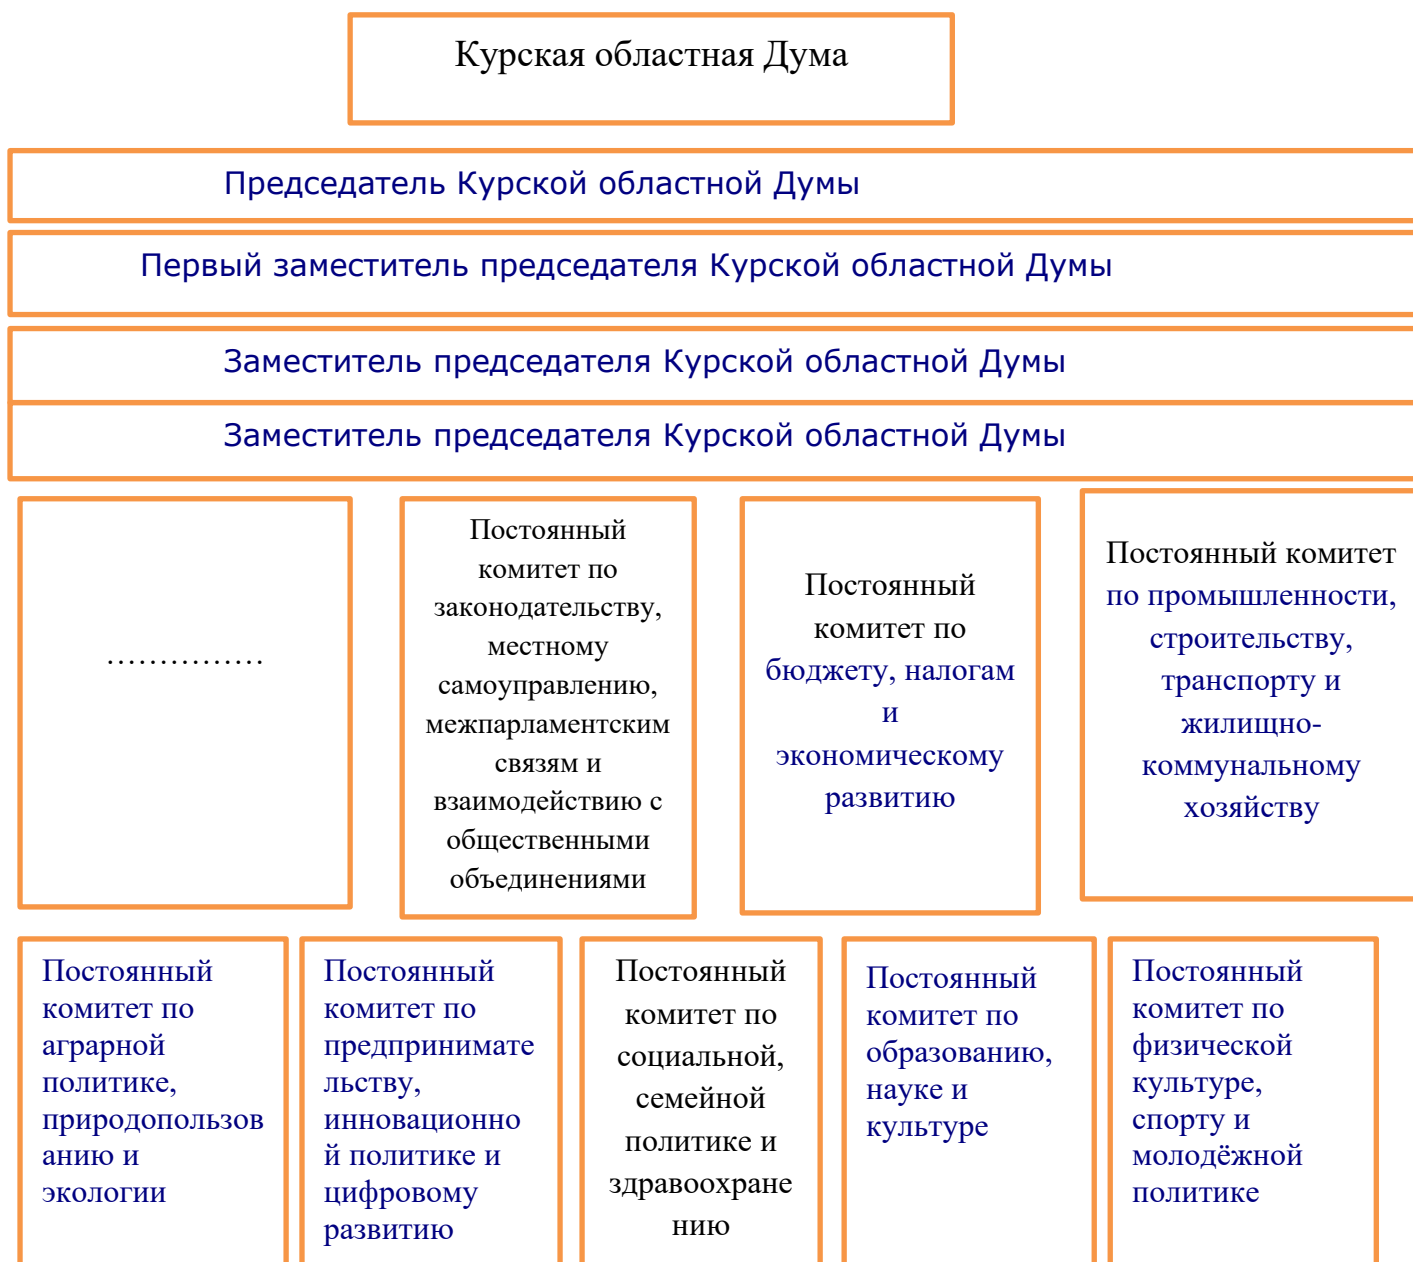 Курская областная Дума
Председатель Курской областной Думы
Первый заместитель председателя Курской областной Думы
Заместитель председателя Курской областной Думы
Заместитель председателя Курской областной Думы
……………
Постоянный
комитет по
законодательству,
местному
самоуправлению,
межпарламентским
связям и
взаимодействию с
общественными
объединениями
Постоянный
комитет по
бюджету, налогам
и
экономическому
развитию
Постоянный комитет
по промышленности,
строительству,
транспорту и
жилищно-
коммунальному
хозяйству
Постоянный
комитет по
аграрной
политике,
природопользов
анию и
экологии
Постоянный
комитет по
предпринимате
льству,
инновационно
й политике и
цифровому
развитию
Постоянный
комитет по
социальной,
семейной
политике и
здравоохране
нию
Постоянный
комитет по
образованию,
науке и
культуре
Постоянный
комитет по
физической
культуре,
спорту и
молодёжной
политике